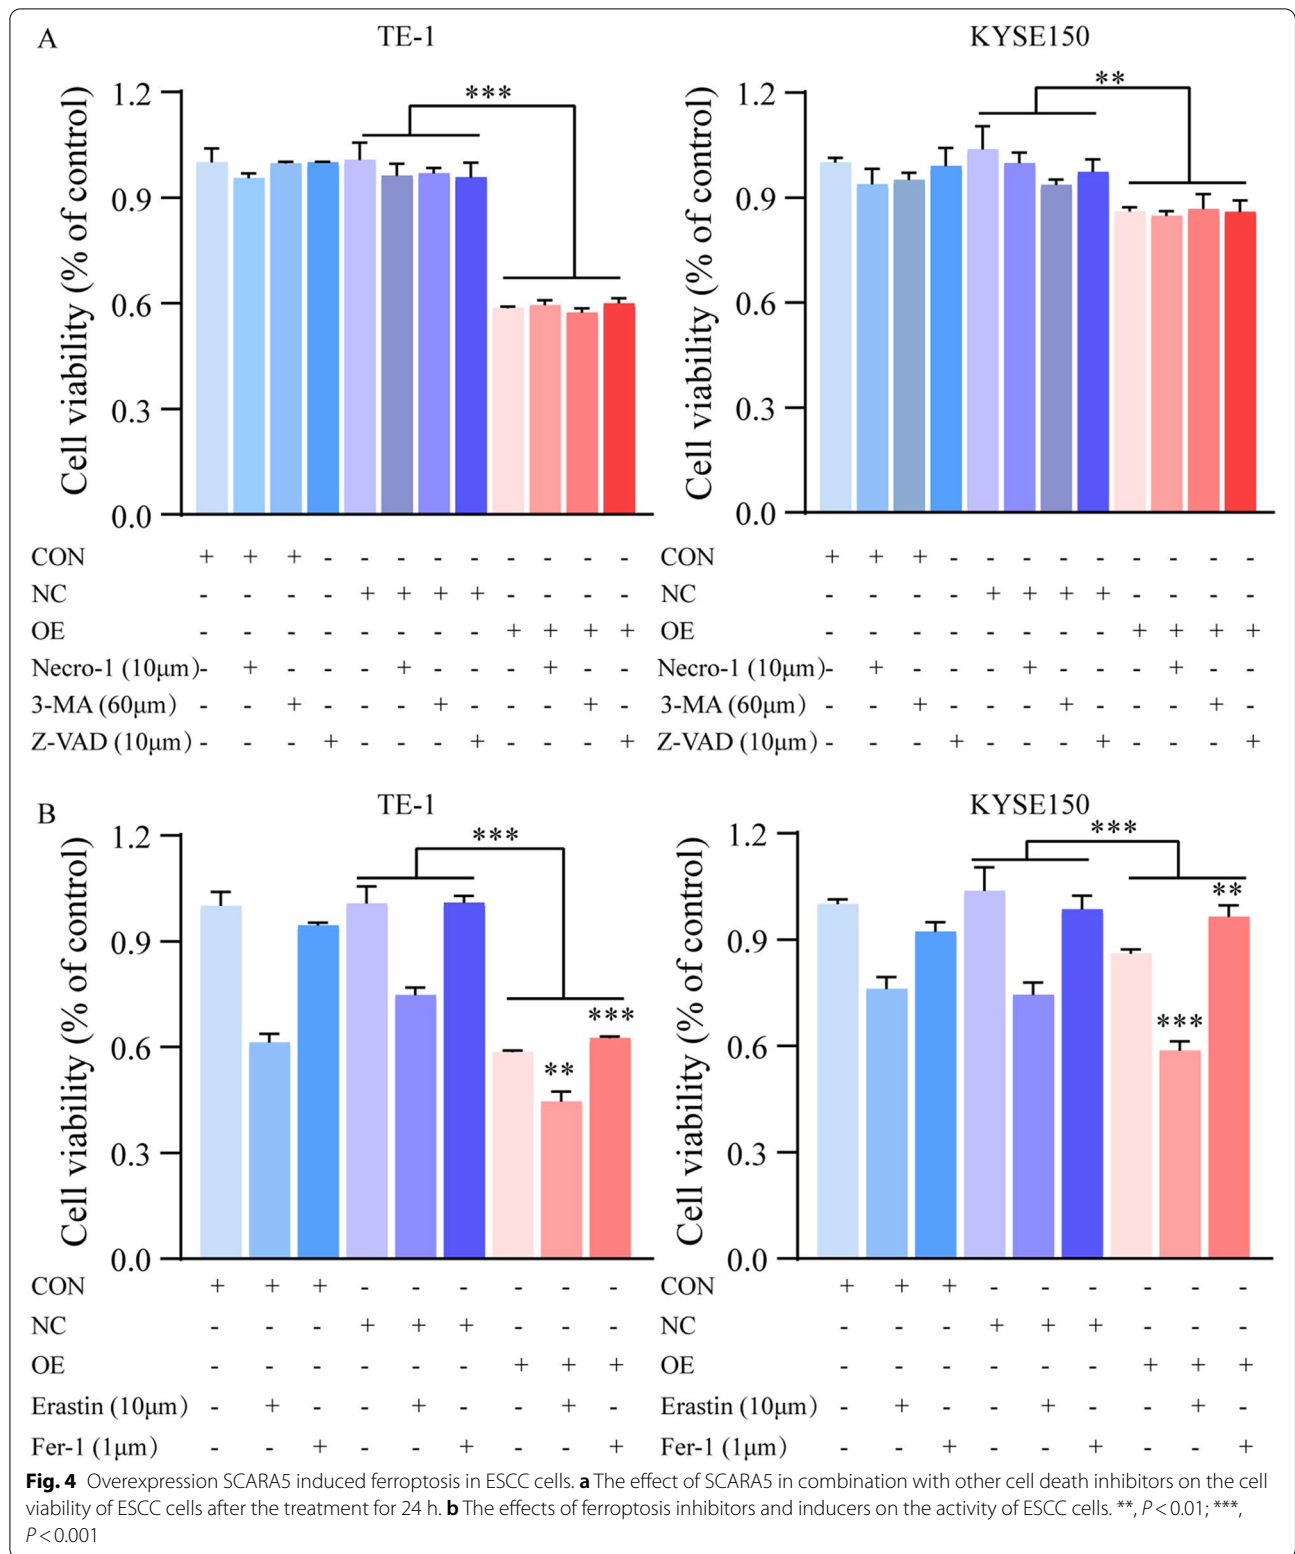 A
TE-1
KYSE150
Cell viability (% of control)
1.2
0.9
0.6
0.3
0.0
***
Cell viability (% of control)
1.2
0.9
0.6
0.3
0.0
**
CON + + + - - - - - - - - -
NC - - - - + + + + - - - -
OE - - - - - - - - + + + +
Necro-1 (10μm) - + - - - + - - - + - -
3-MA (60μm) - - + - - - + - - - + -
Z-VAD (10μm) - - - + - - - + - - - +
CON + + + - - - - - - - - -
NC - - - - + + + + - - - -
OE - - - - - - - - + + + +
Necro-1 (10μm) - + - - - + - - - + - -
3-MA (60μm) - - + - - - + - - - + -
Z-VAD (10μm) - - - + - - - + - - - +
B
TE-1
KYSE150
Cell viability (% of control)
1.2
0.9
0.6
0.3
0.0
***
**
***
Cell viability (% of control)
1.2
0.9
0.6
0.3
0.0
***
***
**
CON + + + - - - - - -
NC - - - + + + - - -
OE - - - - - - + + +
Erastin (10μm) - + - - + - - + -
Fer-1 (1μm) - - + - - + - - +
CON + + + - - - - - -
NC - - - + + + - - -
OE - - - - - - + + +
Erastin (10μm) - + - - + - - + -
Fer-1 (1μm) - - + - - + - - +
Fig. 4 Overexpression SCARA5 induced ferroptosis in ESCC cells. a The effect of SCARA5 in combination with other cell death inhibitors on the cell
viability of ESCC cells after the treatment for 24 h. b The effects of ferroptosis inhibitors and inducers on the activity of ESCC cells. **, P < 0.01; ***,
P < 0.001